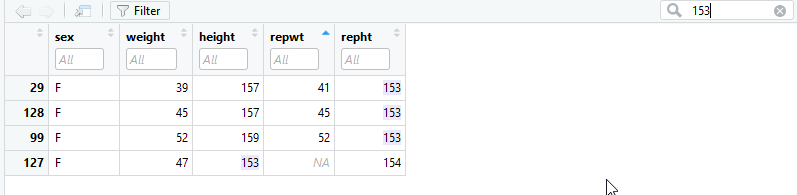 Filter 153
sex weight height repwt repht
All All All All All
29 F 39 157 41 153
128 F 45 157 45 153
99 F 52 159 52 153
127 F 47 153 NA 154